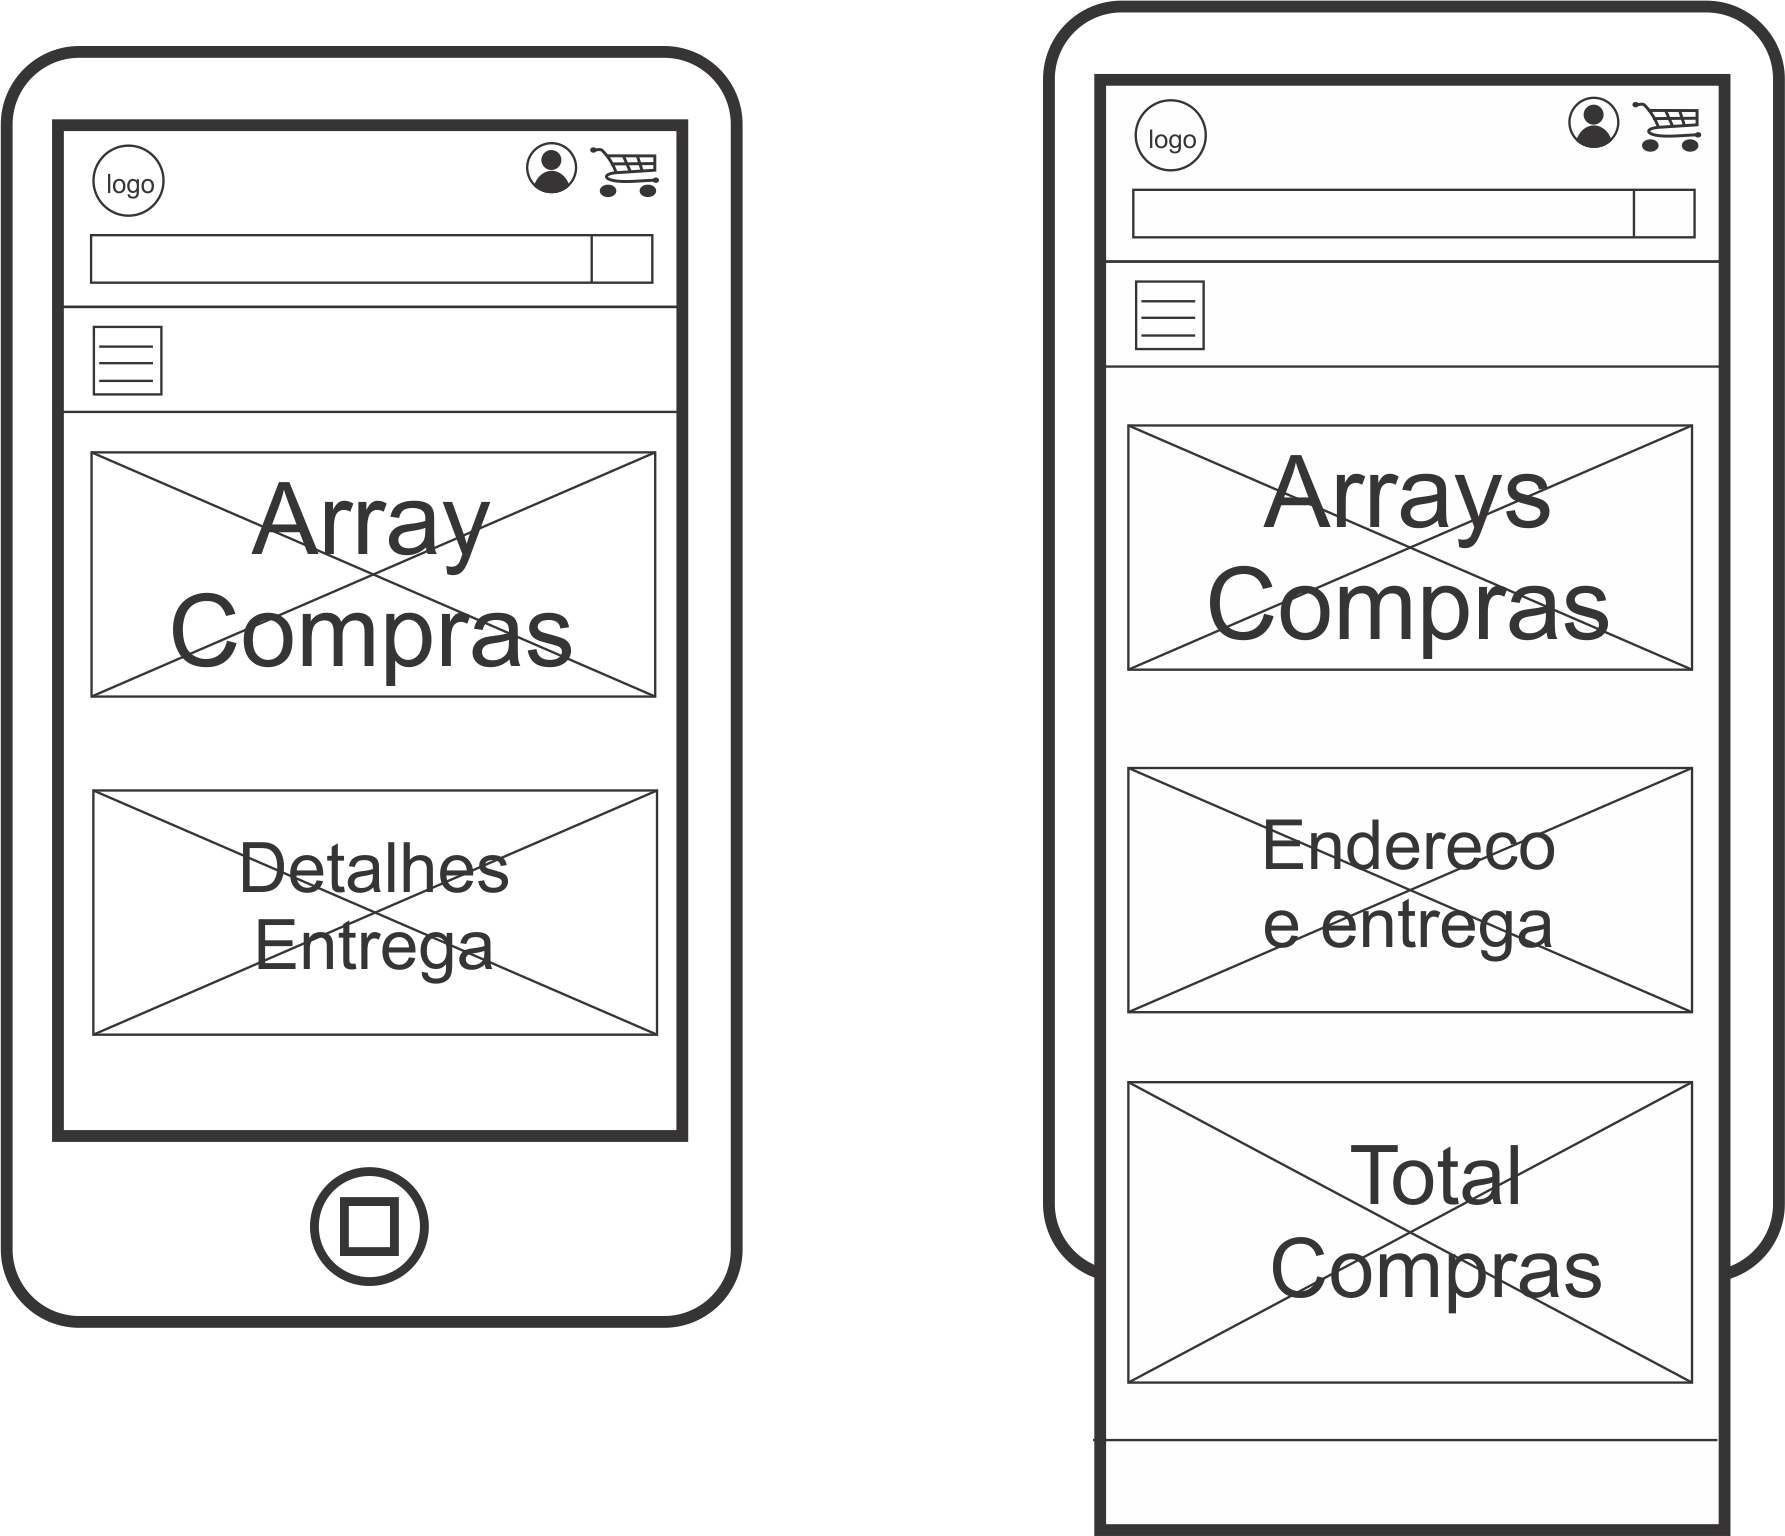 logo
Array
Compras
Detalhes
Entrega
logo
Arrays
Compras
Endereco
e entrega
Total
Compras